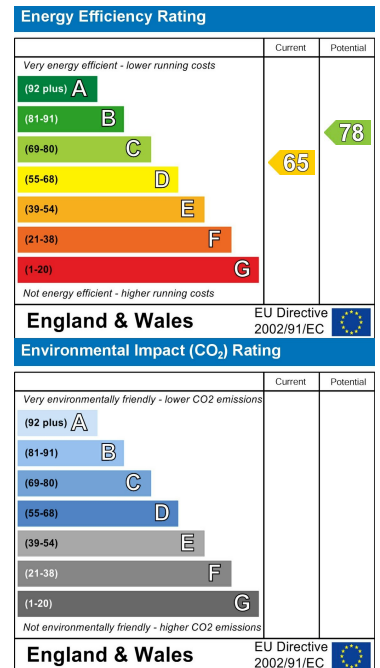 Energy Efficiency Rating
Current Potential
Very energy efficient - lower running costs
(92 plus) A
(81-91) B
(69-80) C
(55-68) D
(39-54) E
(21-38) F
(1-20) G
65
78
Not energy efficient - higher running costs
England & Wales
EU Directive
2002/91/EC
Environmental Impact (CO₂) Rating
Current Potential
Very environmentally friendly - lower CO2 emissions
(92 plus) A
(81-91) B
(69-80) C
(55-68) D
(39-54) E
(21-38) F
(1-20) G
Not environmentally friendly - higher CO2 emissions
England & Wales
EU Directive
2002/91/EC